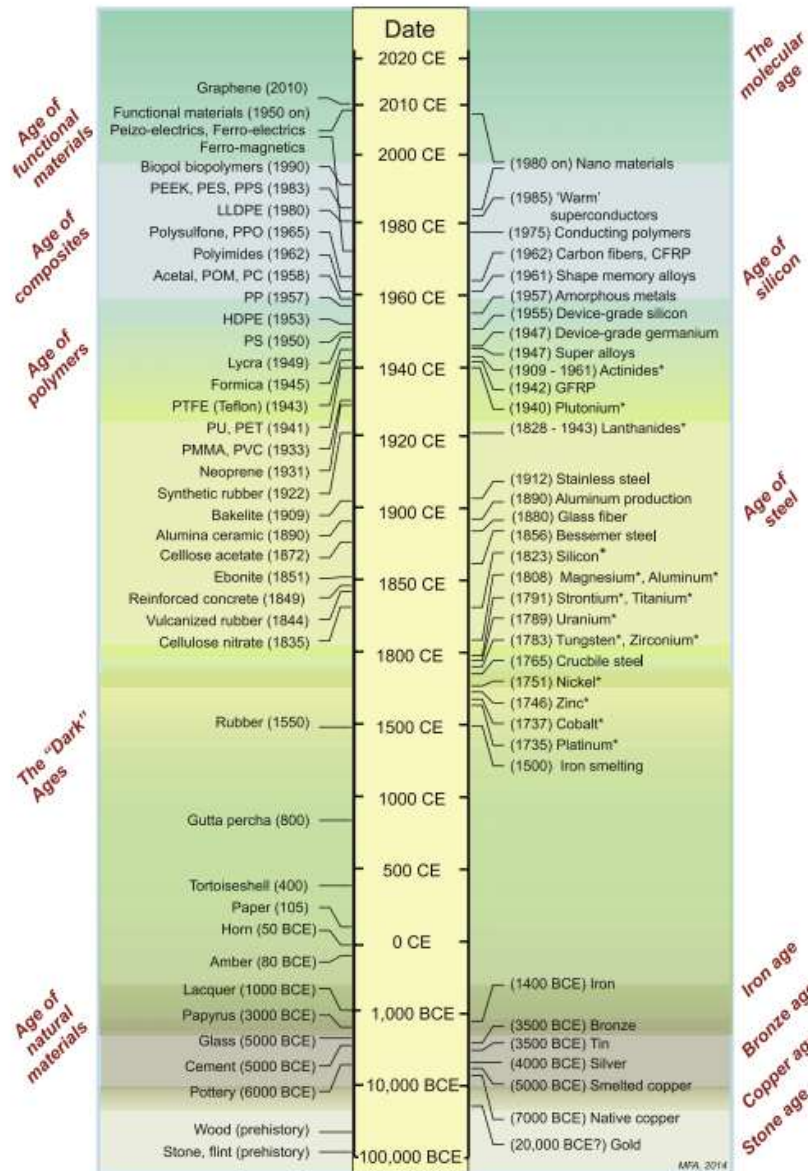 Date
2020 CE
2010 CE
2000 CE
1980 CE
1960 CE
1940 CE
1920 CE
1900 CE
1850 CE
1800 CE
1500 CE
1000 CE
500 CE
0 CE
1,000 BCE
10,000 BCE
100,000 BCE
Age of
functional
materials
Age of
composites
Age of
polymers
The "Dark"
Ages
Age of
natural
materials
Graphene (2010)
Functional materials (1950 on)
Peizo-electrics, Ferro-electrics
Ferro-magnetics
Biopol biopolymers (1990)
PEEK, PES, PPS (1983)
LLDPE (1980)
Polysulfone, PPO (1965)
Polyimides (1962)
Acetal, POM, PC (1958)
PP (1957)
HDPE (1953)
PS (1950)
Lycra (1949)
Formica (1945)
PTFE (Teflon) (1943)
PU, PET (1941)
PMMA, PVC (1933)
Neoprene (1931)
Synthetic rubber (1922)
Bakelite (1909)
Alumina ceramic (1890)
Celllose acetate (1872)
Ebonite (1851)
Reinforced concrete (1849)
Vulcanized rubber (1844)
Cellulose nitrate (1835)
Rubber (1550)
Gutta percha (800)
Tortoiseshell (400)
Paper (105)
Horn (50 BCE)
Amber (80 BCE)
Lacquer (1000 BCE)
Papyrus (3000 BCE)
Glass (5000 BCE)
Cement (5000 BCE)
Pottery (6000 BCE)
Wood (prehistory)
Stone, flint (prehistory)
(1980 on) Nano materials
(1985) 'Warm'
superconductors
(1975) Conducting polymers
(1962) Carbon fibers, CFRP
(1961) Shape memory alloys
(1957) Amorphous metals
(1955) Device-grade silicon
(1947) Device-grade germanium
(1947) Super alloys
(1909 - 1961) Actinides*
(1942) GFRP
(1940) Plutonium*
(1828 - 1943) Lanthanides*
(1912) Stainless steel
(1890) Aluminum production
(1880) Glass fiber
(1856) Bessemer steel
(1823) Silicon*
(1808) Magnesium*, Aluminum*
(1791) Strontium*, Titanium*
(1789) Uranium*
(1783) Tungsten*, Zirconium*
(1765) Crucbile steel
(1751) Nickel*
(1746) Zinc*
(1737) Cobalt*
(1735) Platinum*
(1500) Iron smelting
(1400 BCE) Iron
(3500 BCE) Bronze
(3500 BCE) Tin
(4000 BCE) Silver
(5000 BCE) Smelted copper
(7000 BCE) Native copper
(20,000 BCE?) Gold
MFA, 2014
The
molecular
age
Age of
silicon
Age of
steel
Iron age
Bronze age
Copper age
Stone age